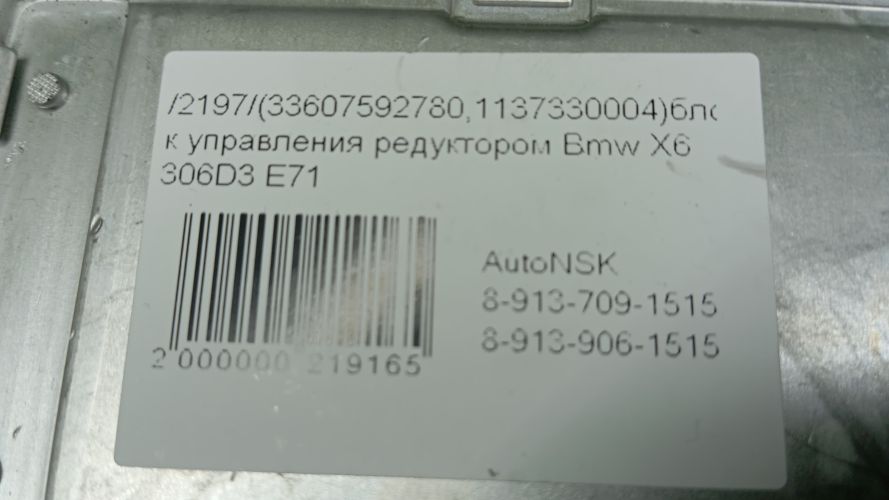 /2197/(33607592780,1137330004)бло
к управления редуктором Bmw X6
306D3 E71
AutoNSK
8-913-709-1515
8-913-906-1515
2 000000 219165